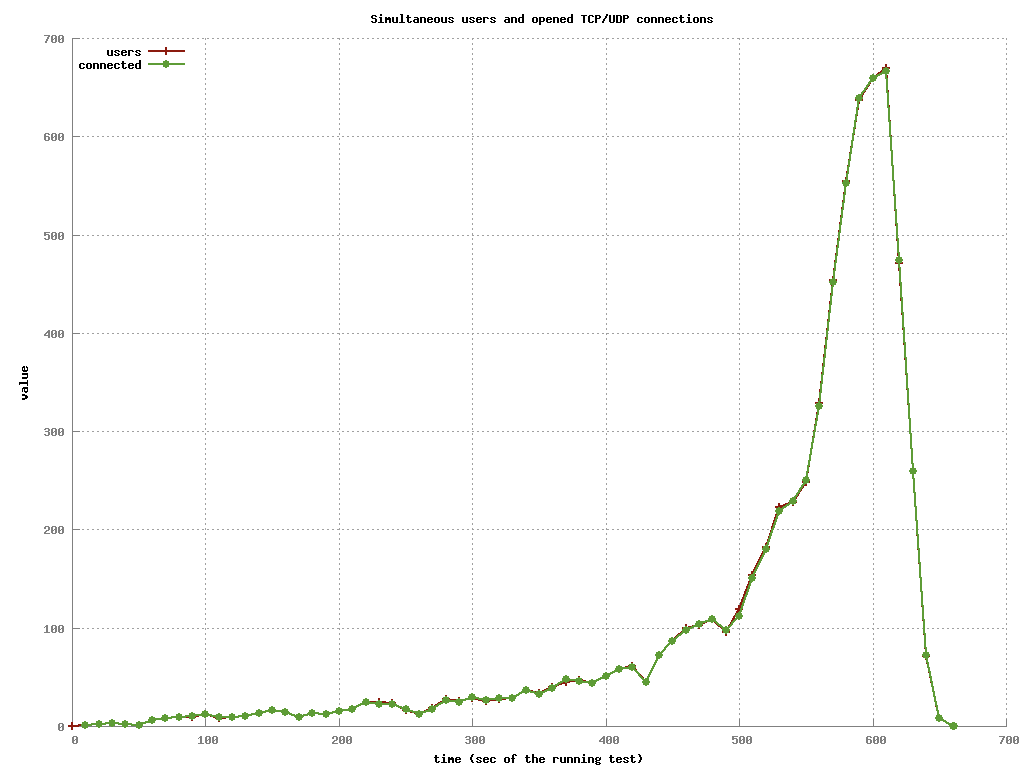 Simultaneous users and opened TCP/UDP connections
700
users
connected
600
500
400
value
300
200
100
0
0 100 200 300 400 500 600 700
time (sec of the running test)